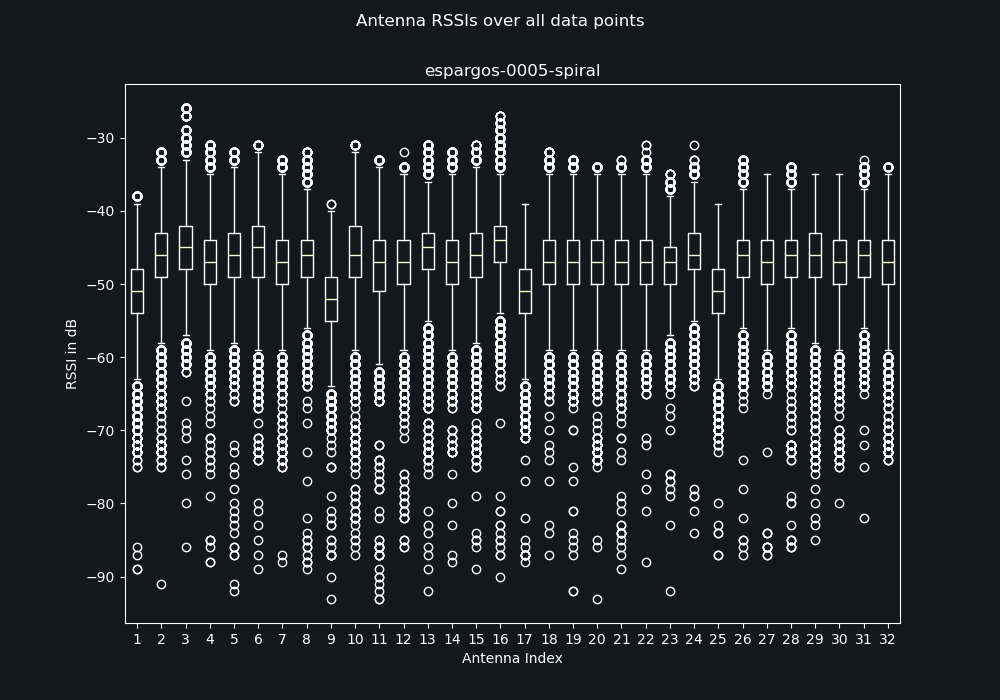 Antenna RSSIs over all data points
espargos-0005-spiral
−30
−40
−50
−60
−70
−80
−90
RSSI in dB
1 2 3 4 5 6 7 8 9 10 11 12 13 14 15 16 17 18 19 20 21 22 23 24 25 26 27 28 29 30 31 32
Antenna Index